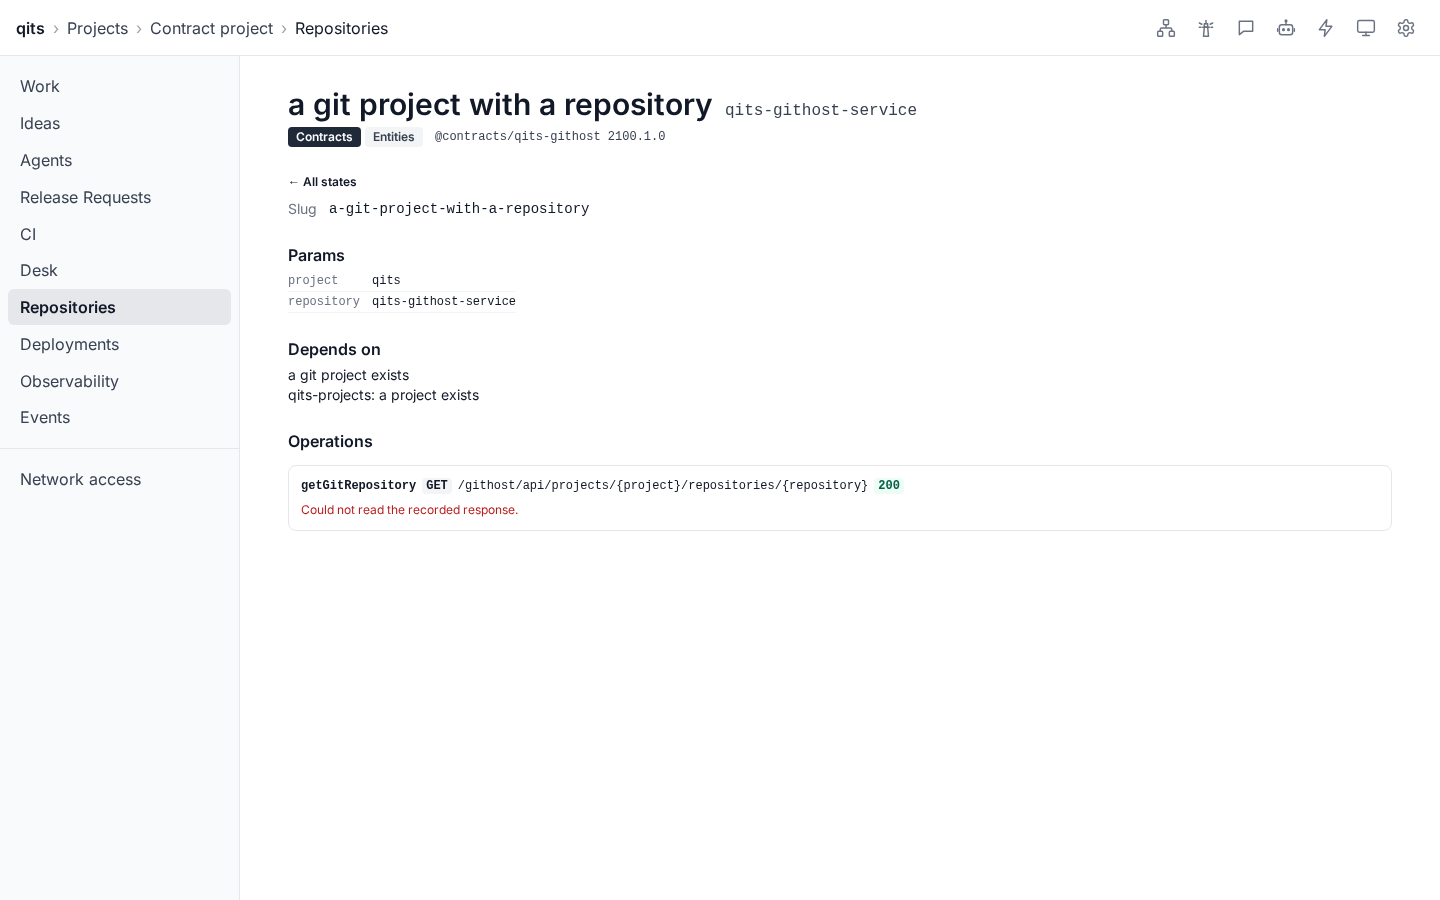 qits › Projects › Contract project › Repositories
Work
Ideas
Agents
Release Requests
CI
Desk
Repositories
Deployments
Observability
Events
Network access
a git project with a repository qits-githost-service
Contracts Entities @contracts/qits-githost 2100.1.0
← All states
Slug a-git-project-with-a-repository
Params
project qits
repository qits-githost-service
Depends on
a git project exists
qits-projects: a project exists
Operations
getGitRepository GET /githost/api/projects/{project}/repositories/{repository} 200
Could not read the recorded response.